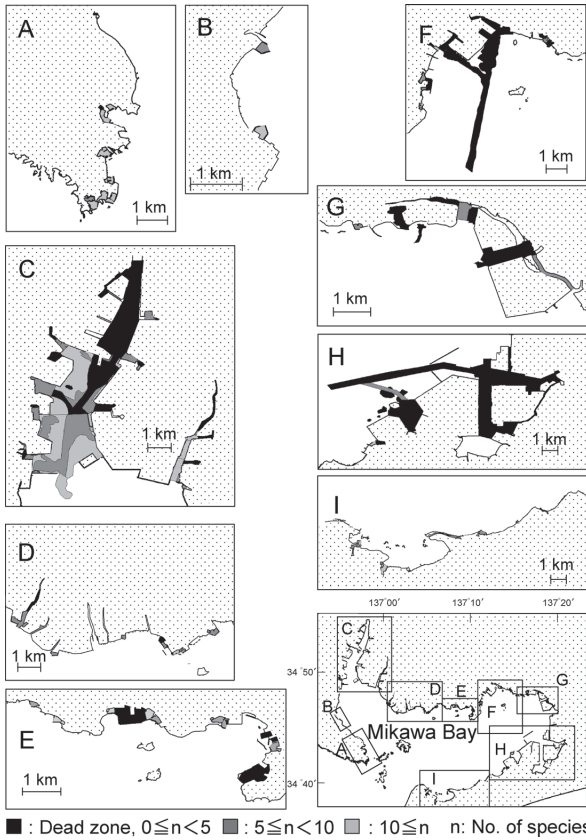 A
1 km
B
1 km
C
1 km
D
1 km
E
1 km
F
1 km
G
1 km
H
1 km
I
1 km
137°00' 137°10' 137°20'
34°50'
34°40'
C
D
E
G
F
B
A
Mikawa Bay
H
I
: Dead zone, 0≦n<5 : 5≦n<10 : 10≦n n: No. of species